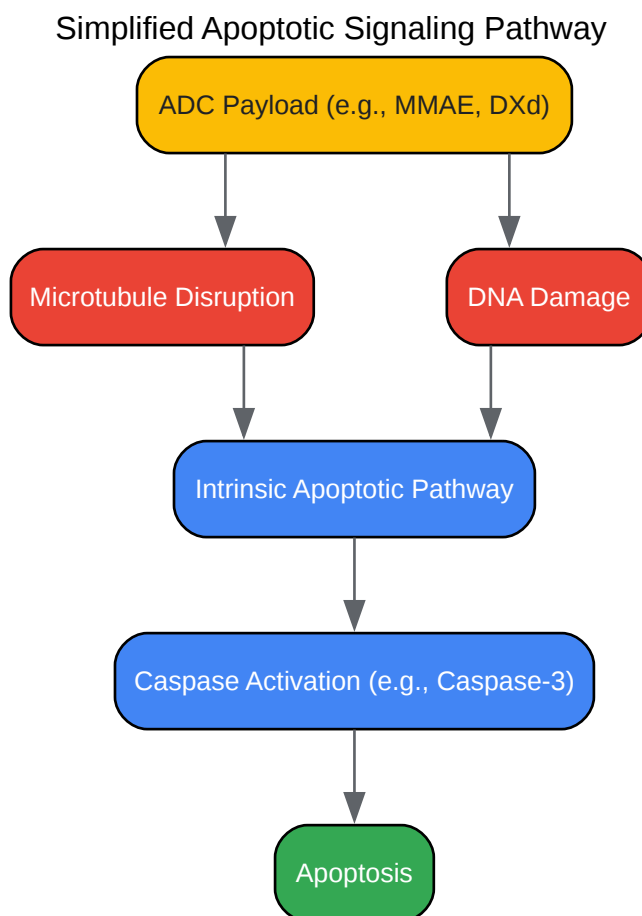 Simplified Apoptotic Signaling Pathway
ADC Payload (e.g., MMAE, DXd)
Microtubule Disruption
DNA Damage
Intrinsic Apoptotic Pathway
Caspase Activation (e.g., Caspase-3)
Apoptosis